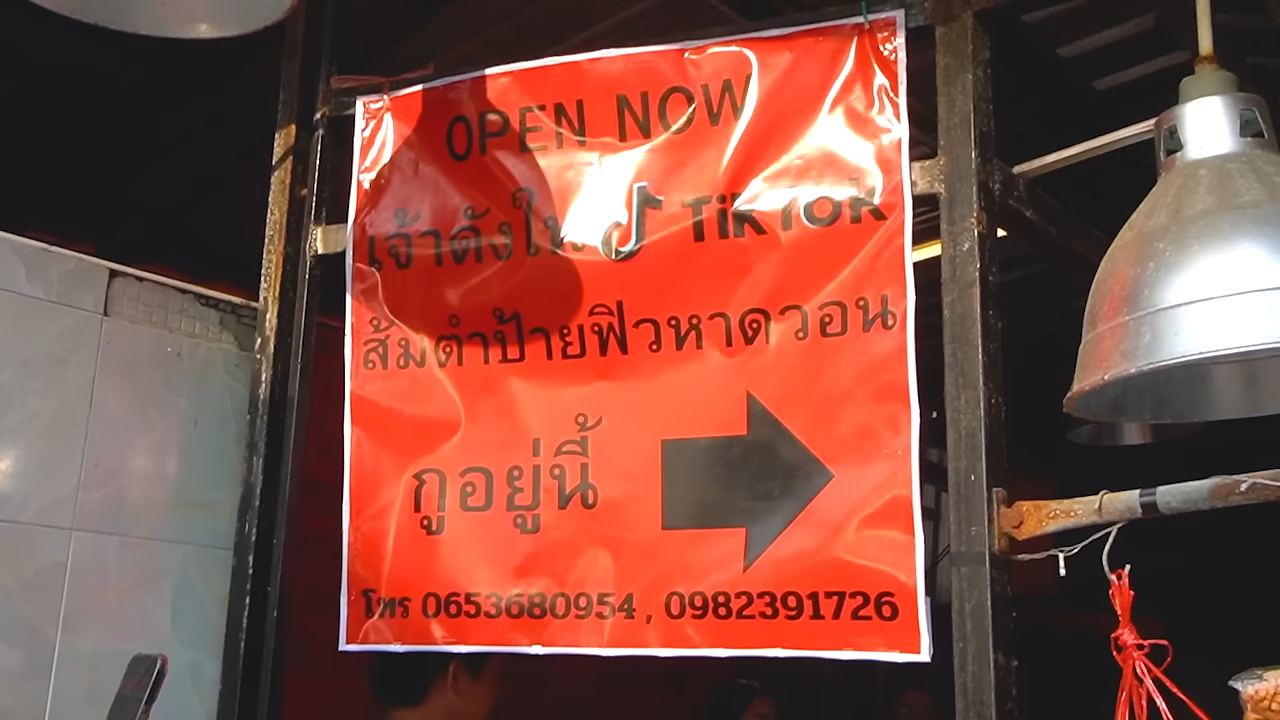 OPEN NOW
เจ้าดังใน TikTok
ส้มตำป้ายฟิวหาดวอน
กูอยู่นี้
โทร 0653680954 , 0982391726